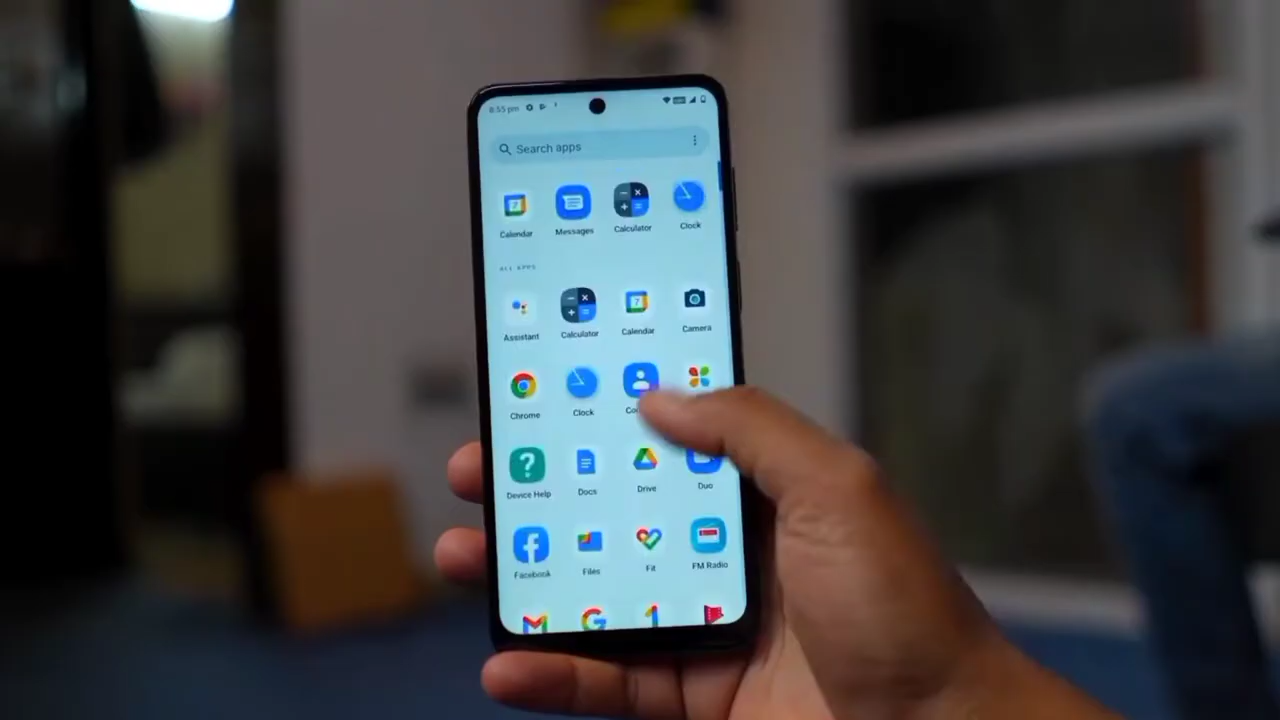 8:55 pm
Search apps
Calendar Messages Calculator Clock
ALL APPS
Assistant Calculator Calendar Camera
Chrome Clock Co
Device Help Docs Drive Duo
Facebook Files Fit FM Radio